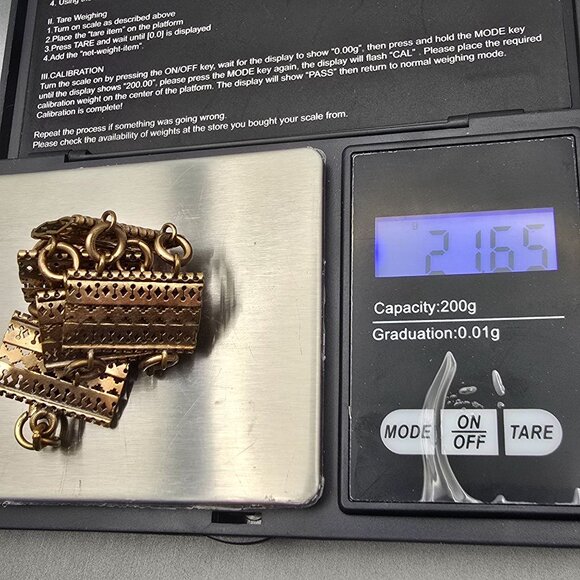 4. Using
II. Tare Weighing
1.Turn on scale as described above
2.Place the "tare item" on the platform
3.Press TARE and wait until [0.0] is displayed
4.Add the "net-weight-item".
III.CALIBRATION
Turn the scale on by pressing the ON/OFF key, wait for the display to show "0.00g", then press and hold the MODE key
until the display shows "200.00", please press the MODE key again, the display will flash "CAL" . Please place the required
calibration weight on the center of the platform. The display will show "PASS" then return to normal weighing mode.
Calibration is complete!
Repeat the process if something was going wrong.
Please check the availability of weights at the store you bought your scale from.
21.65
Capacity:200g
Graduation:0.01g
MODE
ON
OFF
TARE